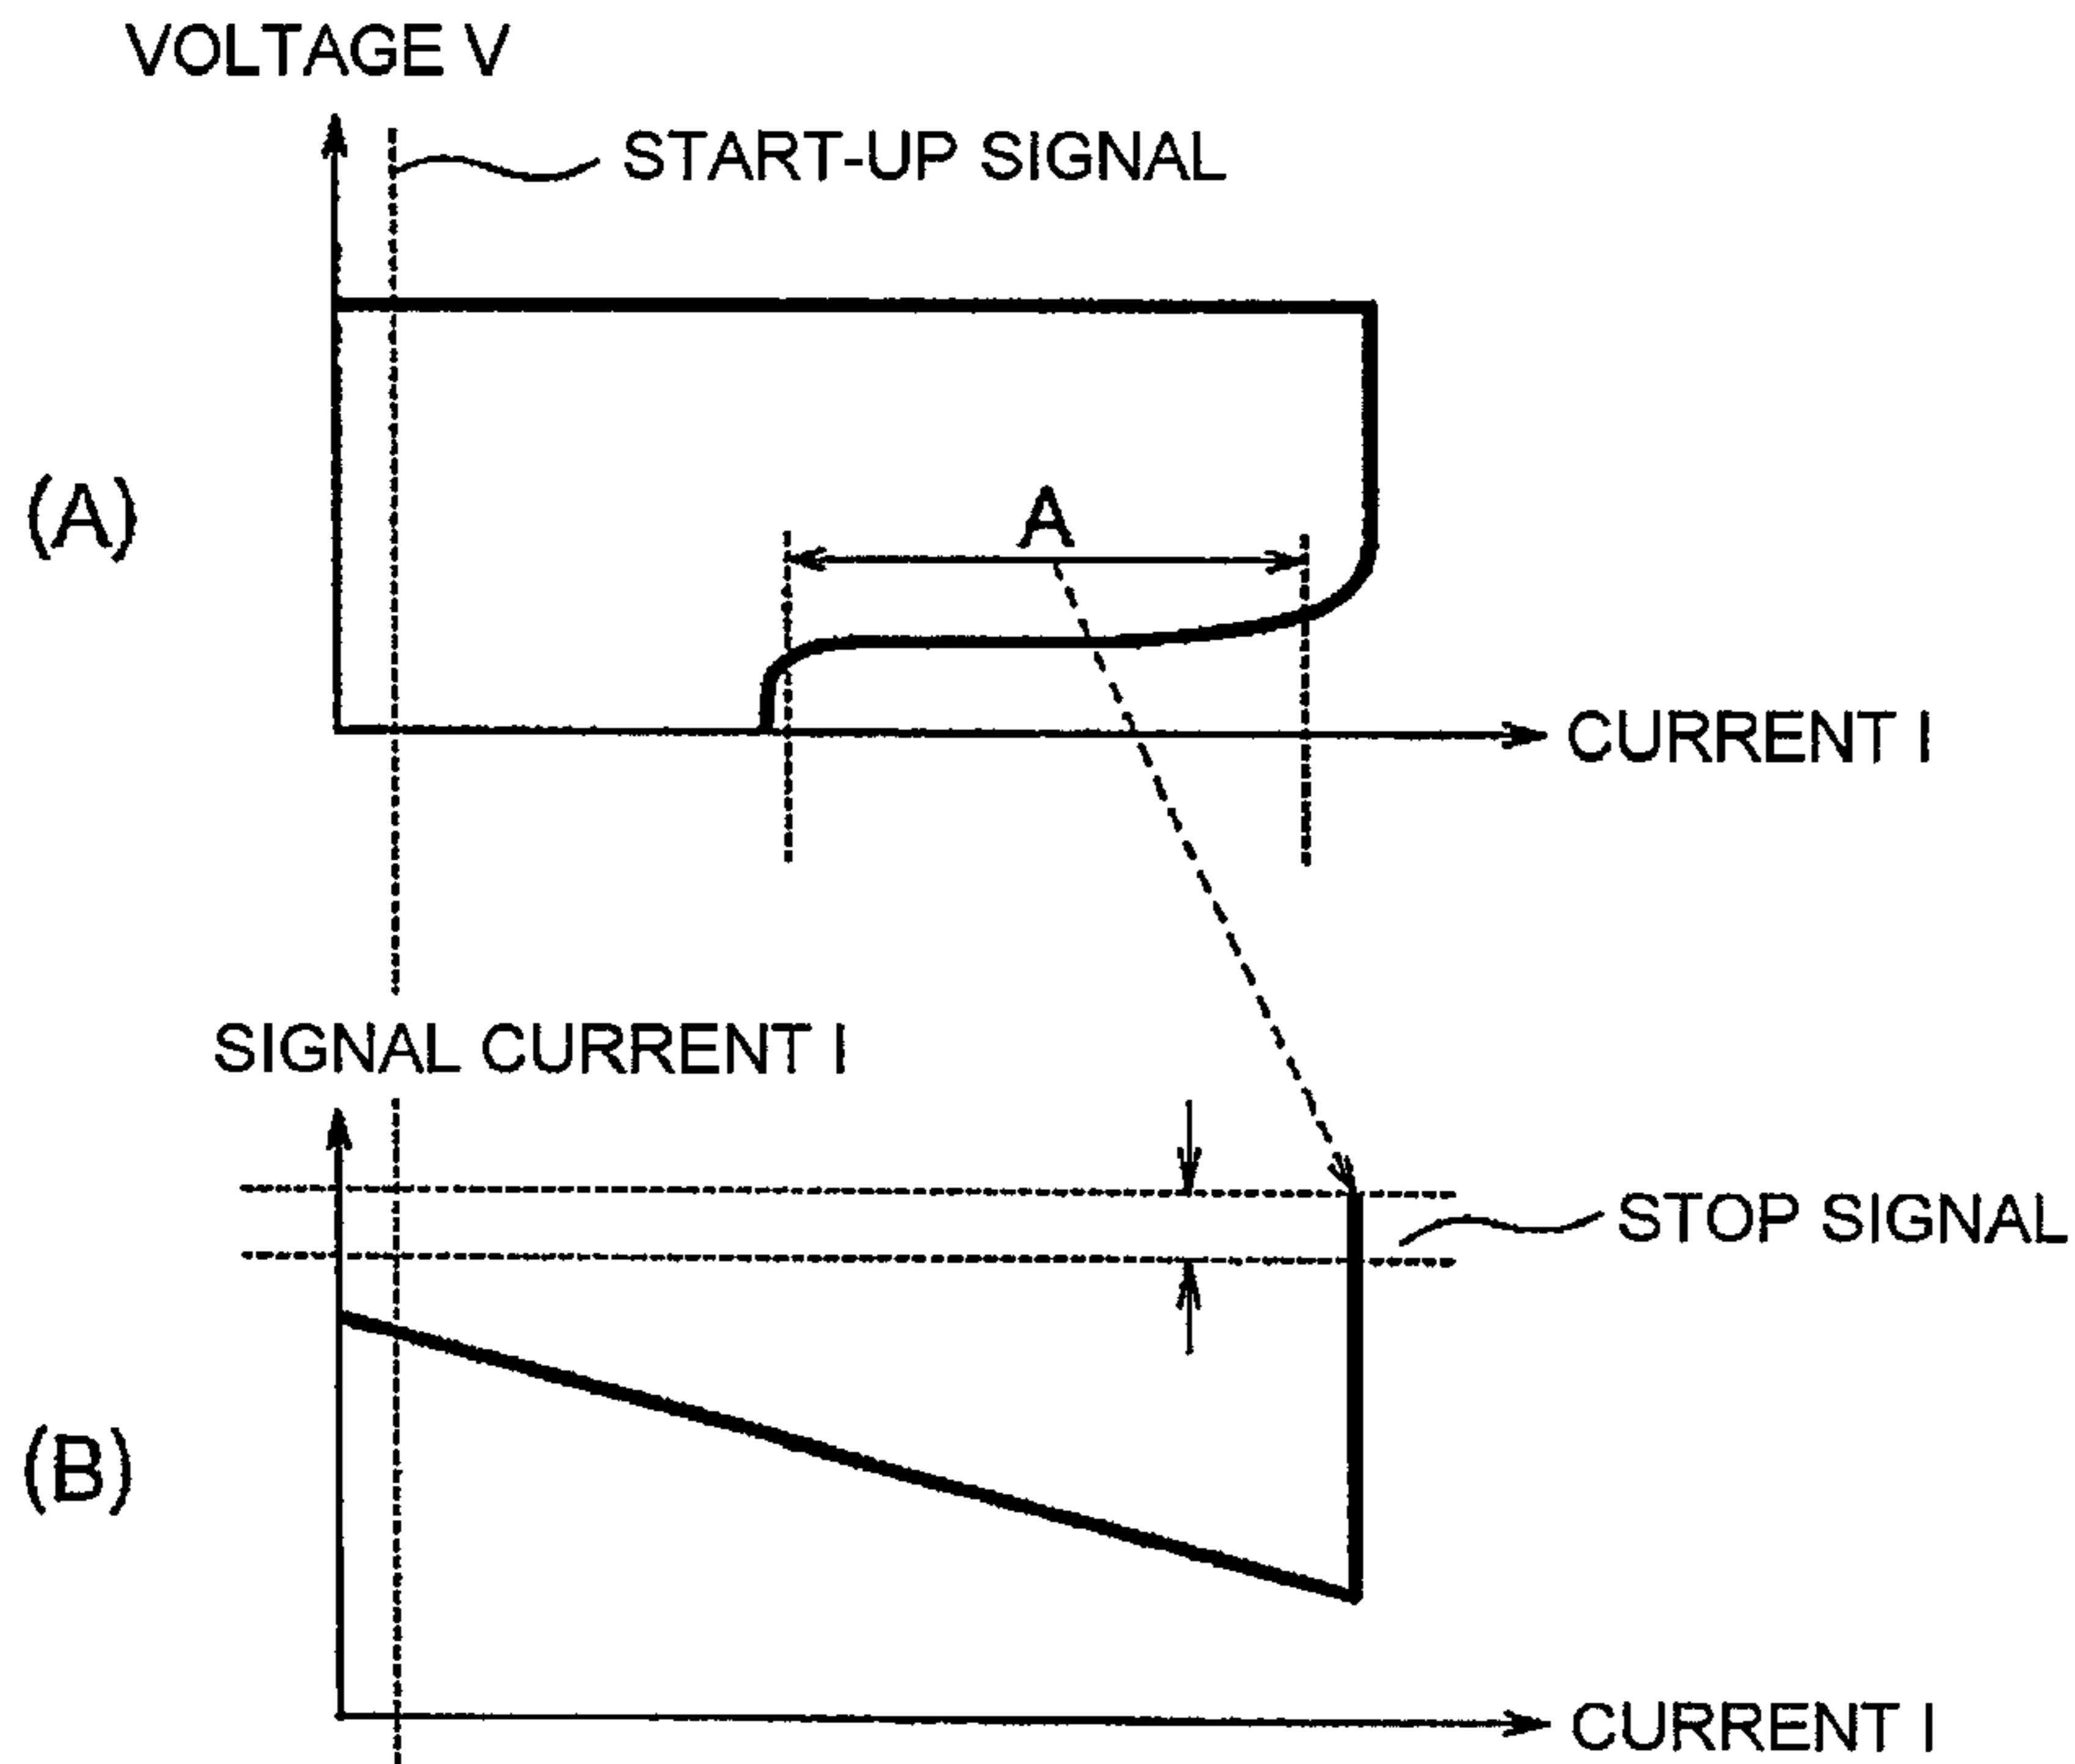 VOLTAGE V
START-UP SIGNAL
(A)
A
CURRENT I
SIGNAL CURRENT I
STOP SIGNAL
(B)
CURRENT I